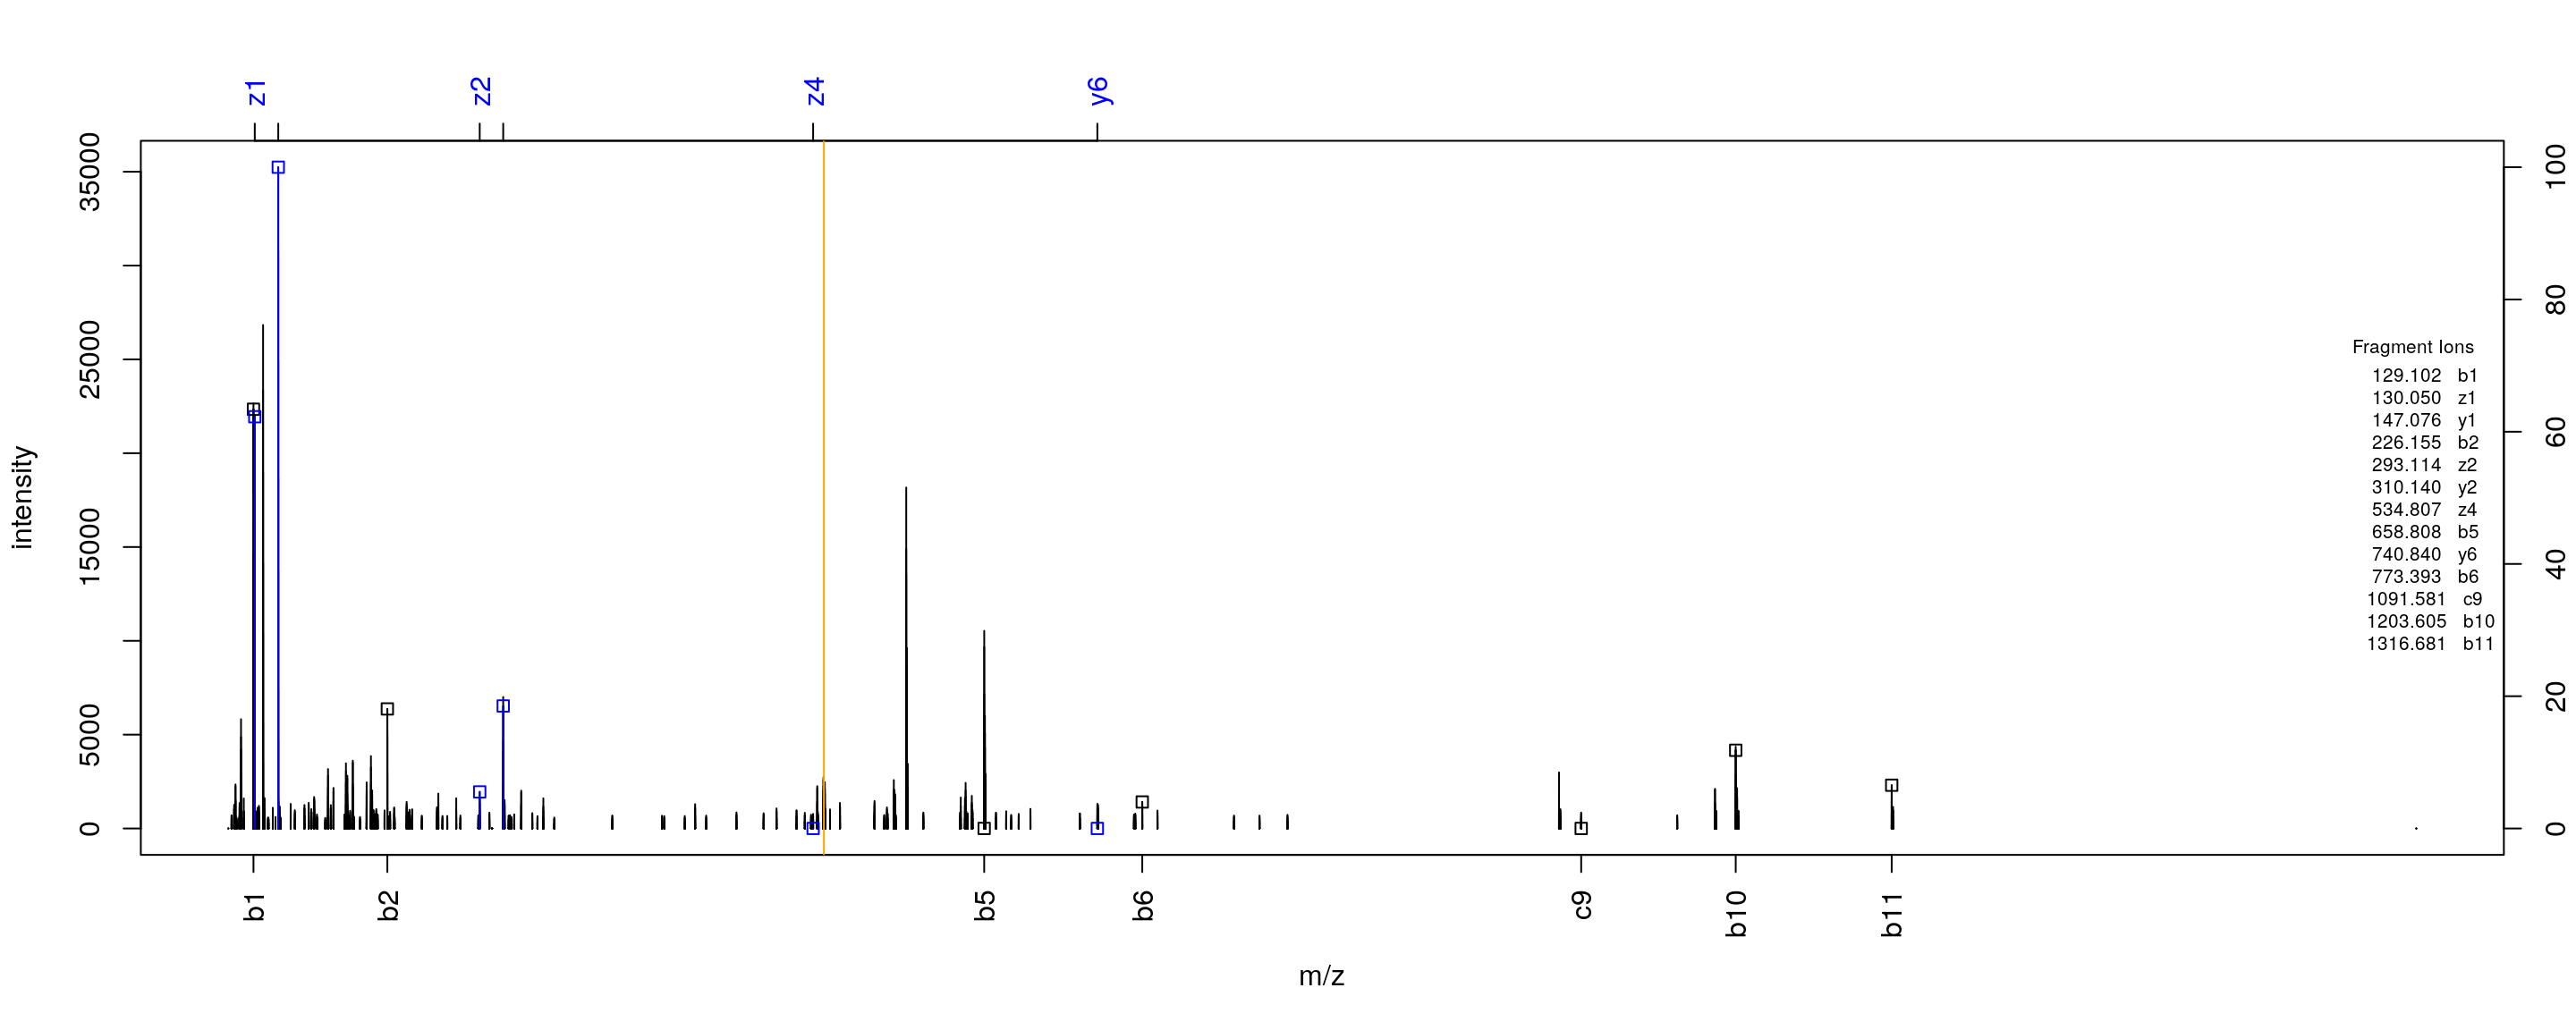 z1 z2 z4 y6
intensity
35000
25000
15000
5000
0
100
80
60
40
20
0
Fragment Ions
129.102 b1
130.050 z1
147.076 y1
226.155 b2
293.114 z2
310.140 y2
534.807 z4
658.808 b5
740.840 y6
773.393 b6
1091.581 c9
1203.605 b10
1316.681 b11
b1 b2 b5 b6 c9 b10 b11
m/z